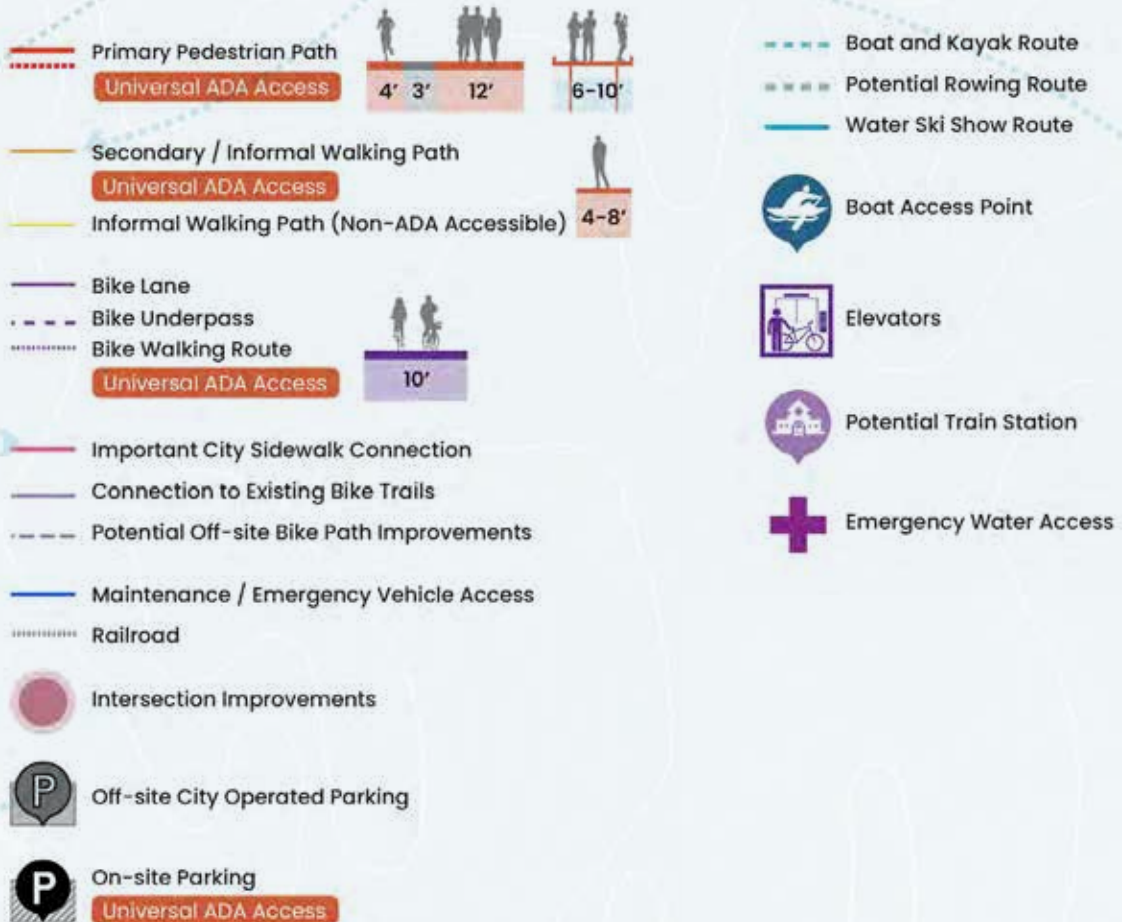 Primary Pedestrian Path
Universal ADA Access
4' 3' 12'
6-10'
Secondary / Informal Walking Path
Universal ADA Access
Informal Walking Path (Non-ADA Accessible)
4-8'
Bike Lane
Bike Underpass
Bike Walking Route
Universal ADA Access
10'
Important City Sidewalk Connection
Connection to Existing Bike Trails
Potential Off-site Bike Path Improvements
Maintenance / Emergency Vehicle Access
Railroad
Intersection Improvements
P
Off-site City Operated Parking
P
On-site Parking
Universal ADA Access
Boat and Kayak Route
Potential Rowing Route
Water Ski Show Route
Boat Access Point
Elevators
Potential Train Station
Emergency Water Access